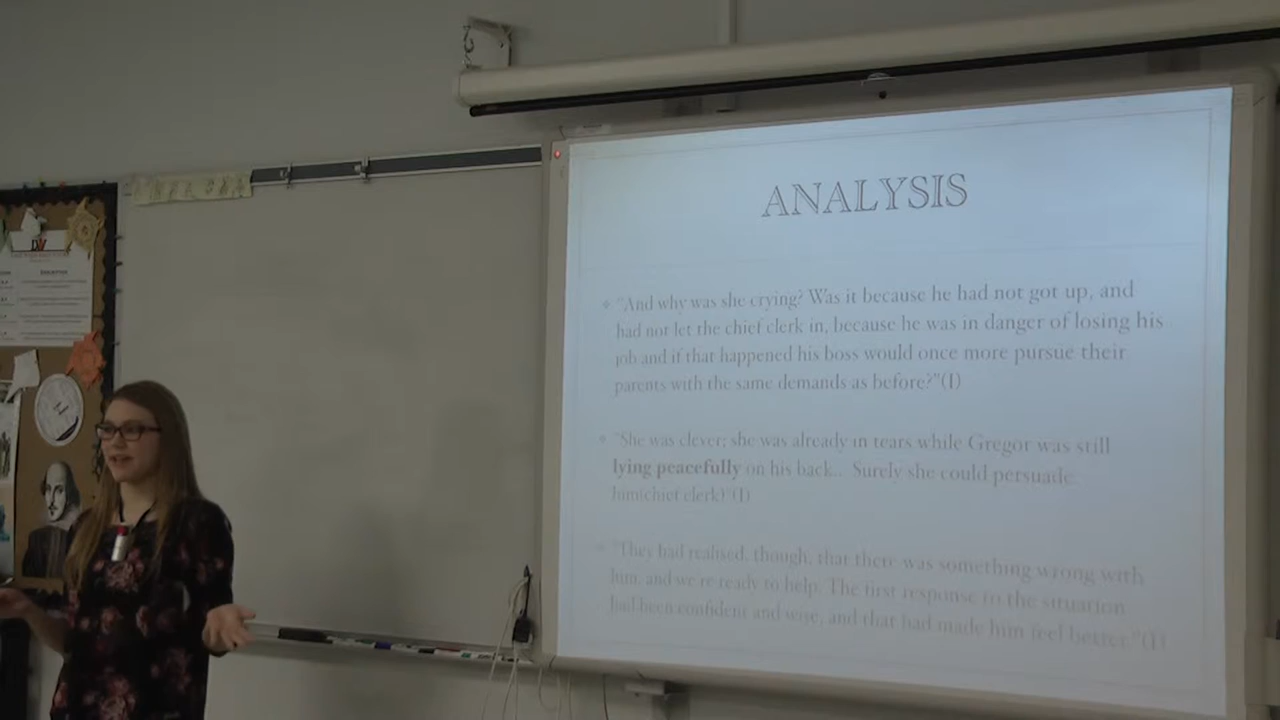 ANALYSIS
"And why was she crying? Was it because he had not got up, and
had not let the chief clerk in, because he was in danger of losing his
job and if that happened his boss would once more pursue their
parents with the same demands as before?"(I)
"She was clever; she was already in tears while Gregor was still
lying peacefully on his back... Surely she could persuade
him(chief clerk)"(I)
"They had realised, though, that there was something wrong with
him, and we re ready to help. The first response to the situation
had been confident and wise, and that had made him feel better."(I)